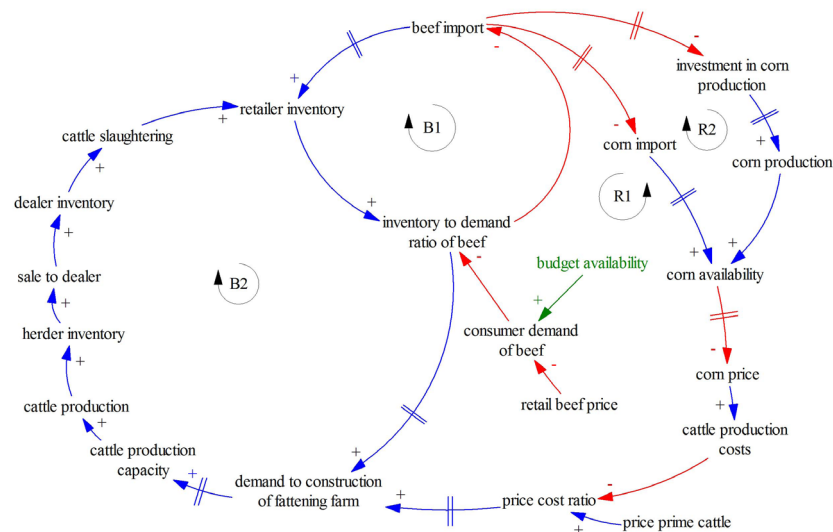 beef import
investment in corn
production
retailer inventory
B1
R2
cattle slaughtering
corn import
corn production
dealer inventory
R1
inventory to demand
ratio of beef
budget availability
corn availability
sale to dealer
B2
herder inventory
consumer demand
of beef
corn price
cattle production
retail beef price
cattle production
costs
cattle production
capacity
demand to construction
of fattening farm
price cost ratio
price prime cattle